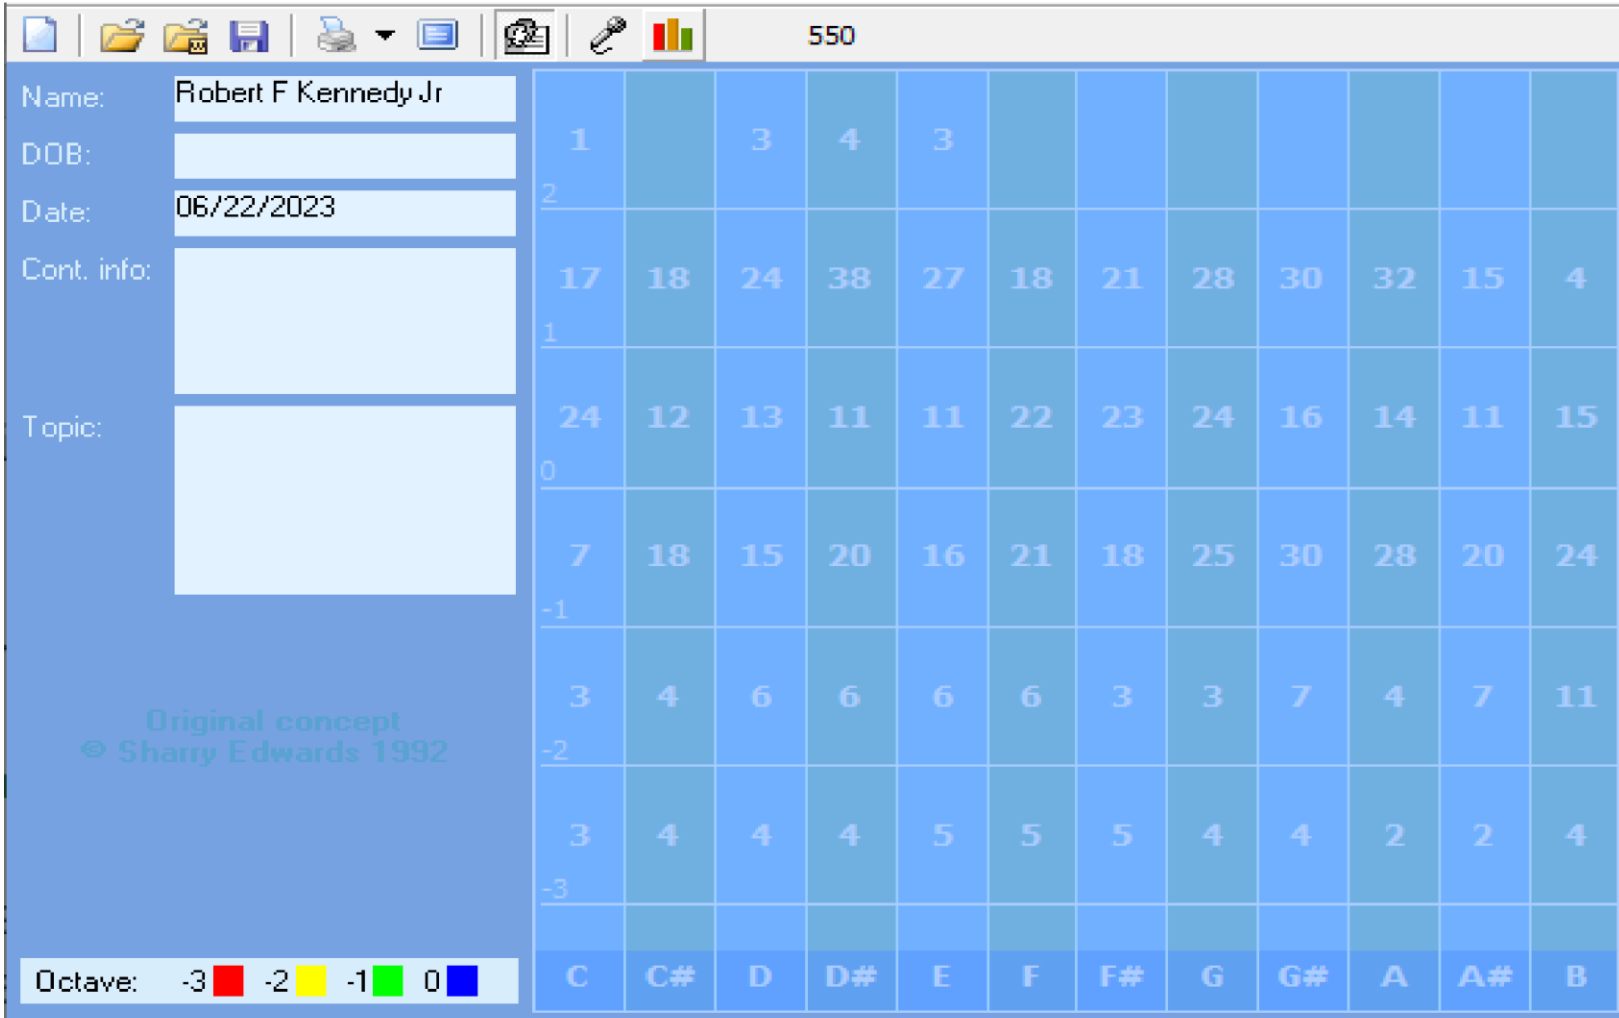 550
Name: Robert F Kennedy Jr
DOB:
Date: 06/22/2023
Cont. info:
Topic:
Original concept
© Sharry Edwards 1992
Octave: -3 -2 -1 0
1 3 4 3
2
17 18 24 38 27 18 21 28 30 32 15 4
1
24 12 13 11 11 22 23 24 16 14 11 15
0
7 18 15 20 16 21 18 25 30 28 20 24
-1
3 4 6 6 6 6 3 3 7 4 7 11
-2
3 4 4 4 5 5 5 4 4 2 2 4
-3
C C# D D# E F F# G G# A A# B